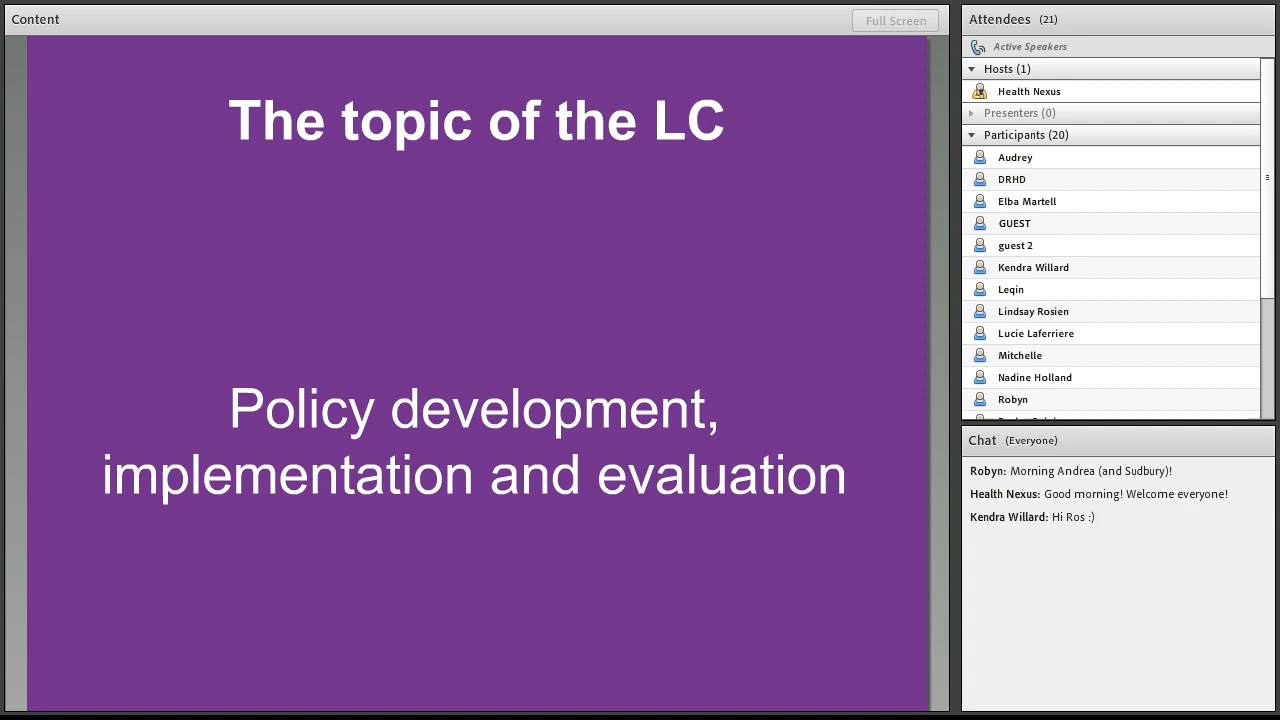 Content
Full Screen
The topic of the LC
Policy development,
implementation and evaluation
Attendees (21)
Active Speakers
Hosts (1)
Health Nexus
Presenters (0)
Participants (20)
Audrey
DRHD
Elba Martell
GUEST
guest 2
Kendra Willard
Leqin
Lindsay Rosien
Lucie Laferriere
Mitchelle
Nadine Holland
Robyn
Chat (Everyone)
Robyn: Morning Andrea (and Sudbury)!
Health Nexus: Good morning! Welcome everyone!
Kendra Willard: Hi Ros :)